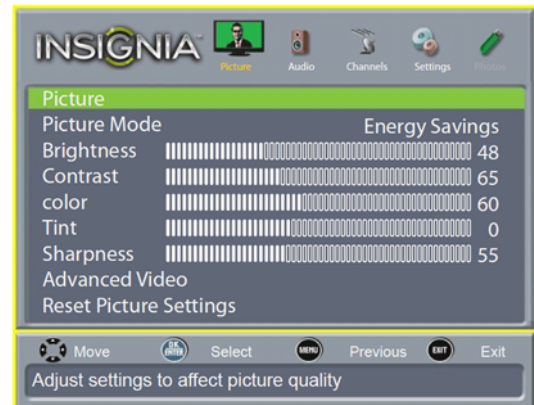 INSIGNIA
Picture Audio Channels Settings Photos
Picture
Picture Mode Energy Savings
Brightness 48
Contrast 65
color 60
Tint 0
Sharpness 55
Advanced Video
Reset Picture Settings
Move OK ENTER Select MENU Previous EXIT Exit
Adjust settings to affect picture quality